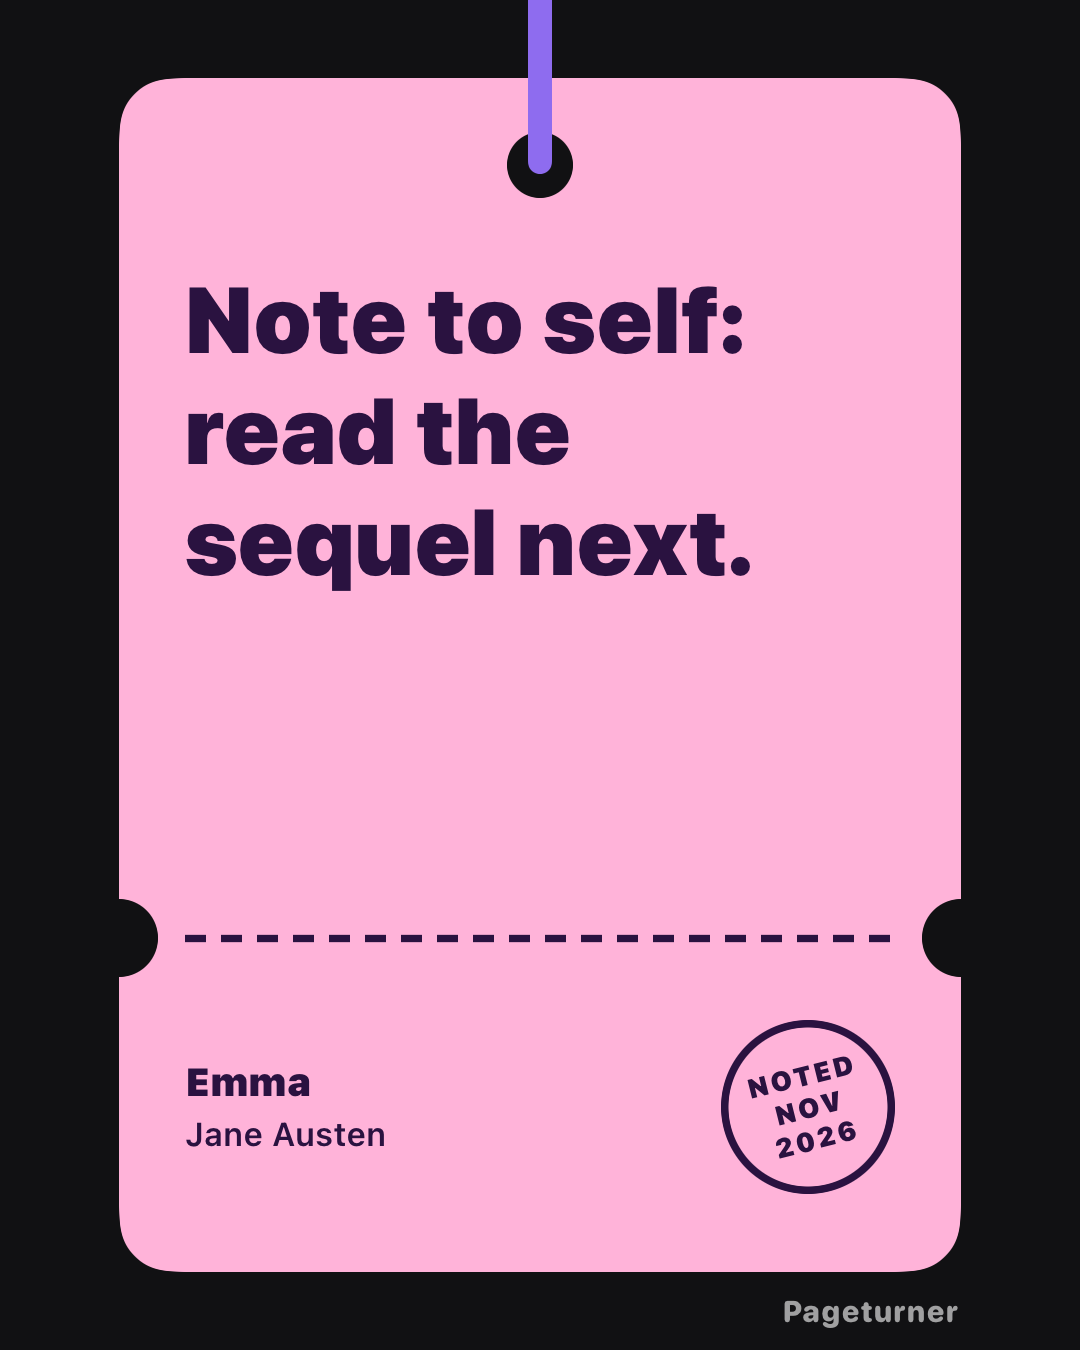 Note to self:
read the
sequel next.
Emma
Jane Austen
NOTED
NOV
2026
Pageturner